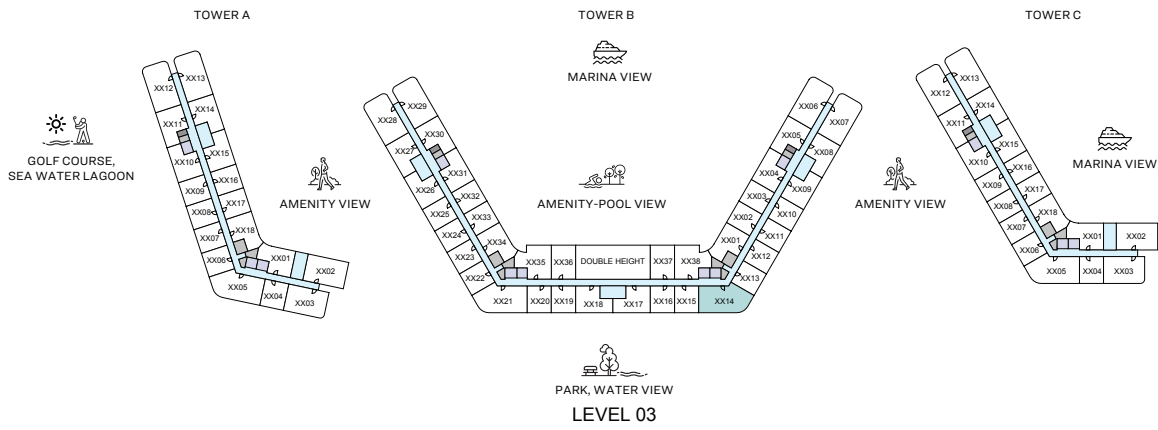 TOWER A
TOWER B
TOWER C
MARINA VIEW
GOLF COURSE,
SEA WATER LAGOON
AMENITY VIEW
AMENITY-POOL VIEW
AMENITY VIEW
MARINA VIEW
XX13
XX12
XX14
XX11
XX15
XX10
XX16
XX09
XX17
XX08
XX18
XX07
XX06
XX01
XX05
XX02
XX04
XX03
XX29
XX28
XX30
XX27
XX31
XX26
XX32
XX25
XX33
XX24
XX34
XX23
XX22
XX35
XX36
DOUBLE HEIGHT
XX37
XX38
XX21
XX20
XX19
XX18
XX17
XX16
XX15
XX14
XX06
XX07
XX05
XX08
XX04
XX09
XX03
XX10
XX02
XX11
XX01
XX12
XX13
XX13
XX12
XX14
XX11
XX15
XX10
XX16
XX09
XX17
XX08
XX18
XX07
XX06
XX01
XX02
XX05
XX04
XX03
PARK, WATER VIEW
LEVEL 03